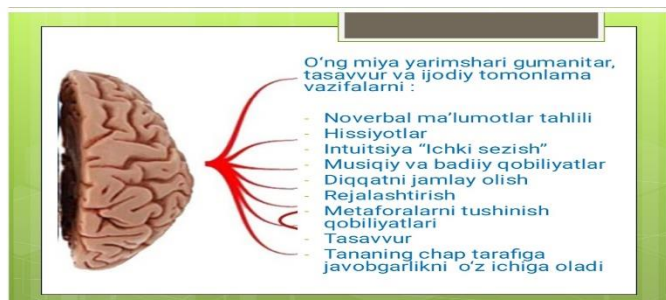 O‘ng miya yarimshari gumanitar,
tasavvur va ijodiy tomonlama
vazifalarni :
- Noverbal ma’lumotlar tahlili
- Hissiyotlar
- Intuitsiya “Ichki sezish”
- Musiqiy va badiiy qobiliyatlar
- Diqqatni jamlay olish
- Rejalashtirish
- Metaforalarni tushinish
qobiliyatlari
- Tasavvur
- Tananing chap tarafiga
javobgarlikni o‘z ichiga oladi